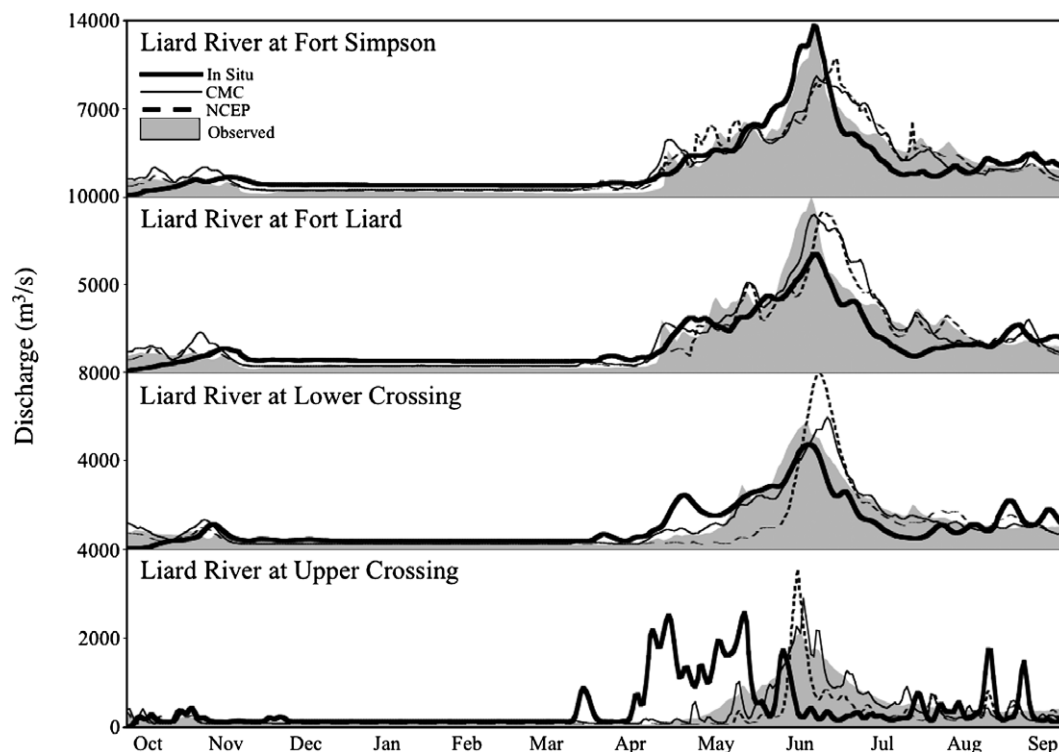 14000
Liard River at Fort Simpson
In Situ
CMC
NCEP
Observed
7000
10000
Liard River at Fort Liard
5000
8000
Liard River at Lower Crossing
4000
4000
Liard River at Upper Crossing
2000
0
Discharge (m³/s)
Oct Nov Dec Jan Feb Mar Apr May Jun Jul Aug Sep